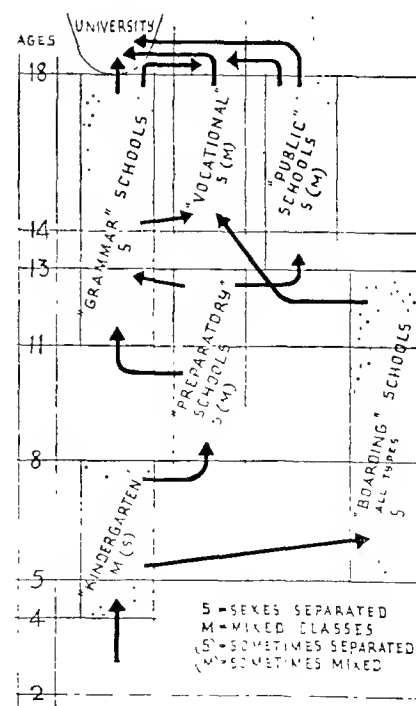 UNIVERSITY
AGES
18
"GRAMMAR" SCHOOLS
S
"VOCATIONAL"
S (M)
"PUBLIC"
SCHOOLS
S (M)
14
13
11
"PREPARATORY"
SCHOOLS
S (M)
"BOARDING" SCHOOLS
ALL TYPES
S
8
"KINDERGARTEN"
M (S)
5
4
2
S = SEXES SEPARATED
M = MIXED CLASSES
(S) = SOMETIMES SEPARATED
(M) = SOMETIMES MIXED